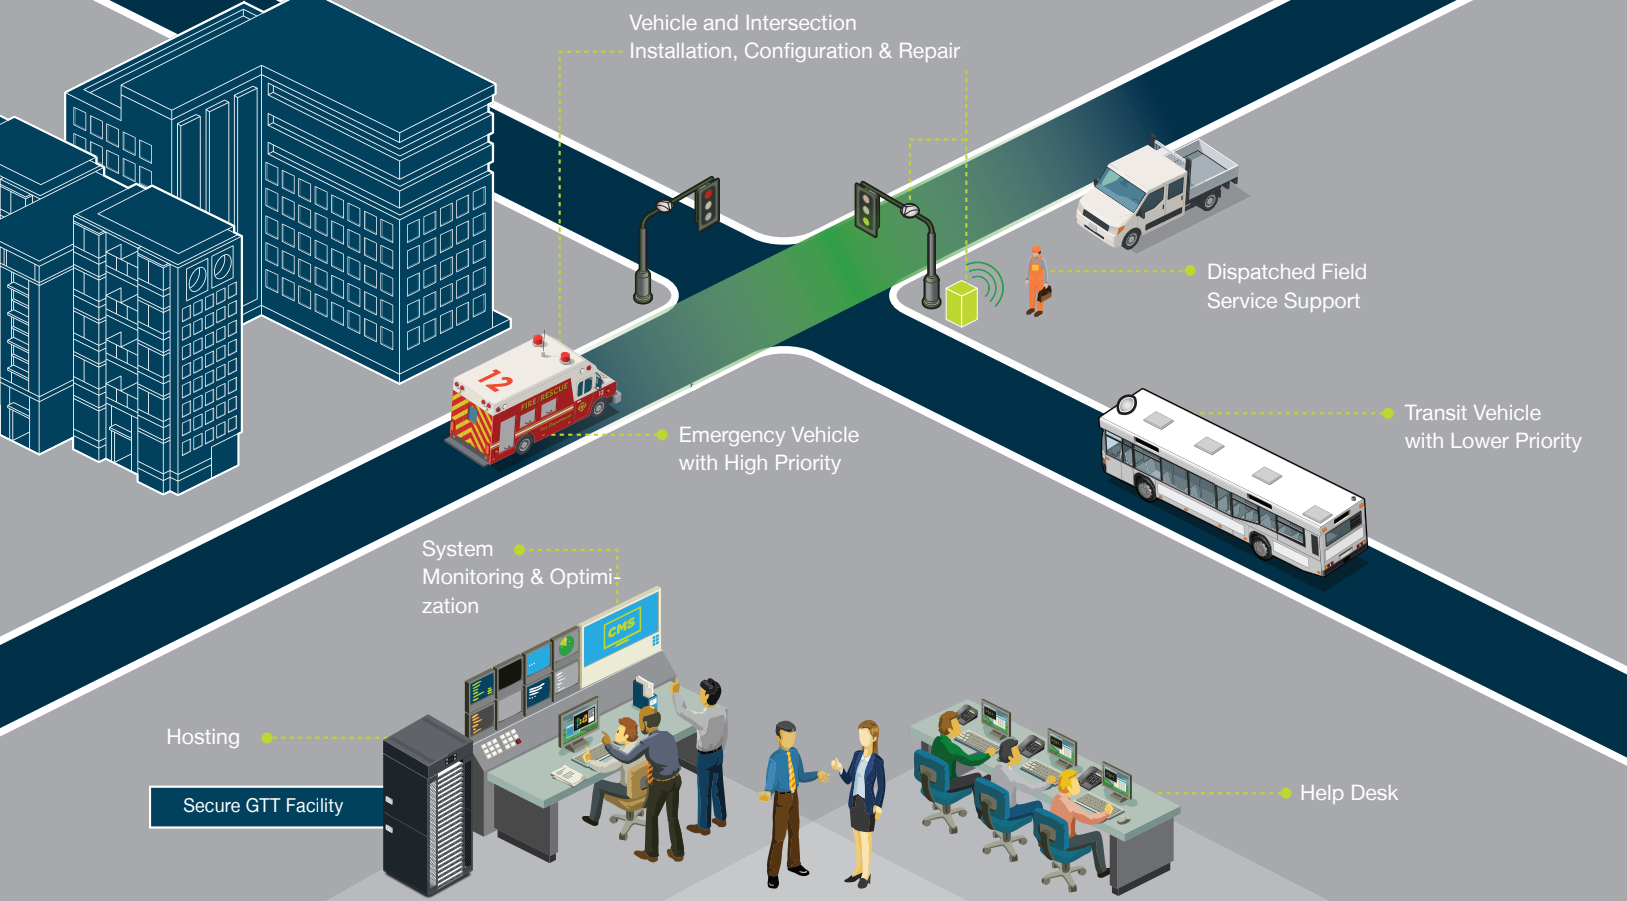 Vehicle and Intersection
Installation, Configuration & Repair
Dispatched Field
Service Support
12
FIRE/RESCUE
12
Emergency Vehicle
with High Priority
Transit Vehicle
with Lower Priority
System
Monitoring & Optimi-
zation
CMS
Hosting
Secure GTT Facility
Help Desk